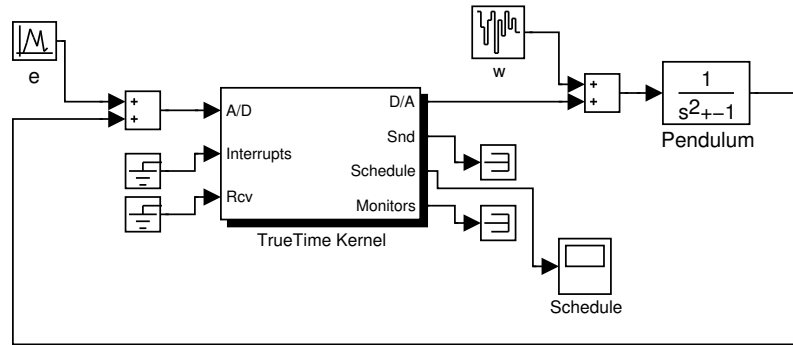 e
+
+
A/D
Interrupts
Rcv
D/A
Snd
Schedule
Monitors
TrueTime Kernel
w
+
+
1
s2+-1
Pendulum
Schedule